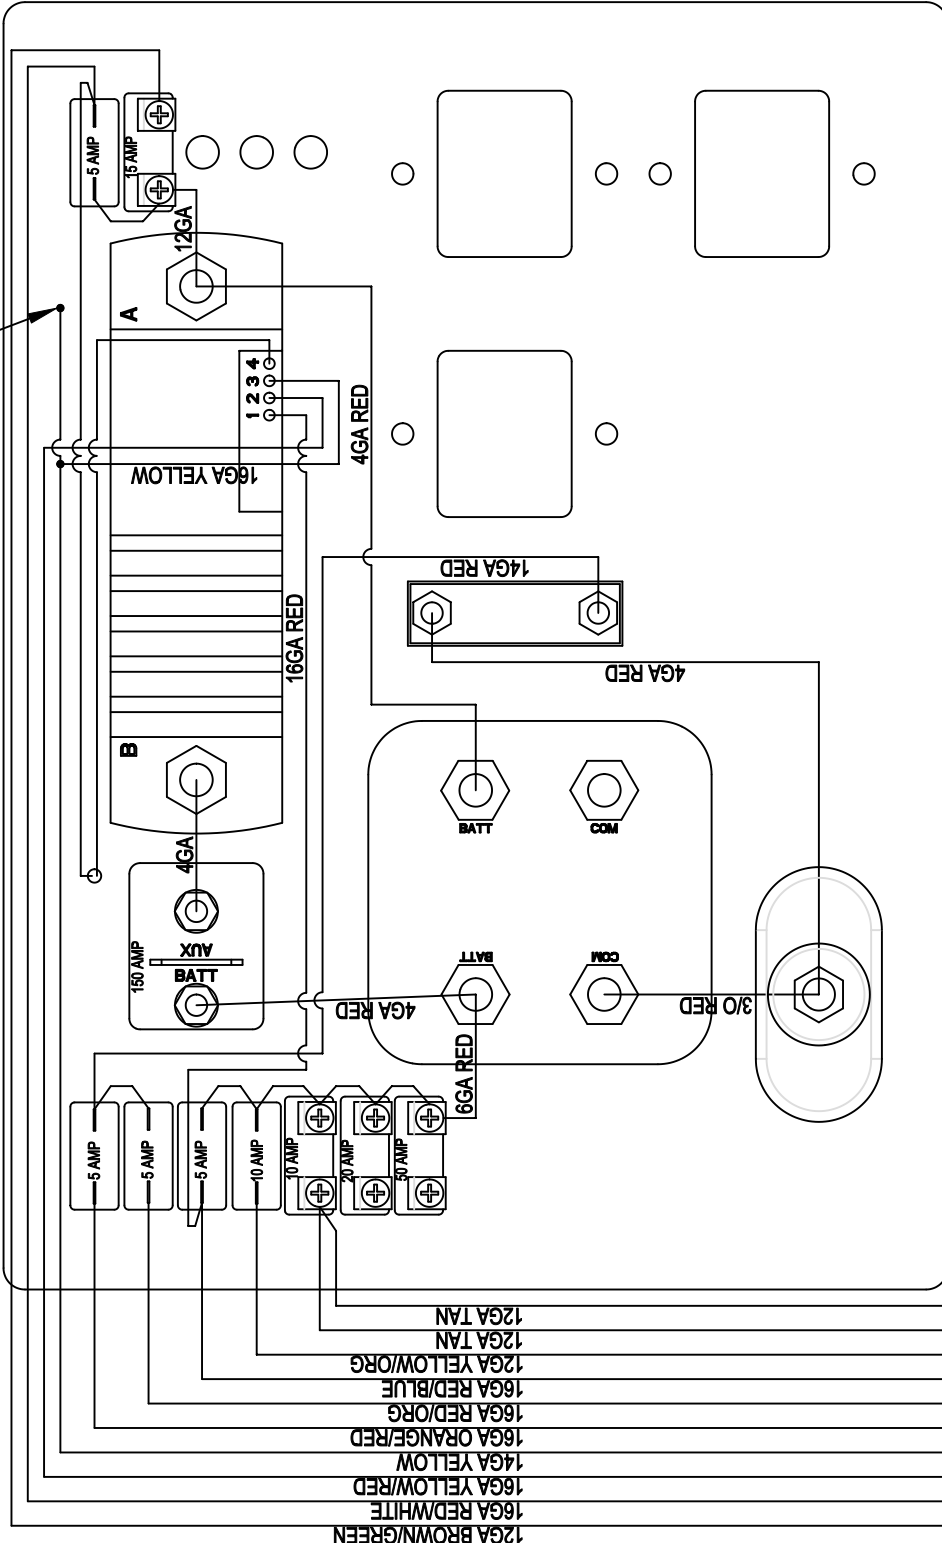 5 AMP
15 AMP
12GA
A
1 2 3 4
16GA YELLOW
4GA RED
14GA RED
16GA RED
4GA RED
B
BATT
COM
4GA
150 AMP
AUX
BATT
BATT
COM
4GA RED
3/O RED
6GA RED
5 AMP
5 AMP
5 AMP
10 AMP
10 AMP
20 AMP
50 AMP
12GA TAN
12GA TAN
12GA YELLOW/ORG
16GA RED/BLUE
16GA RED/ORG
16GA ORANGE/RED
14GA YELLOW
16GA YELLOW/RED
16GA RED/WHITE
12GA BROWN/GREEN